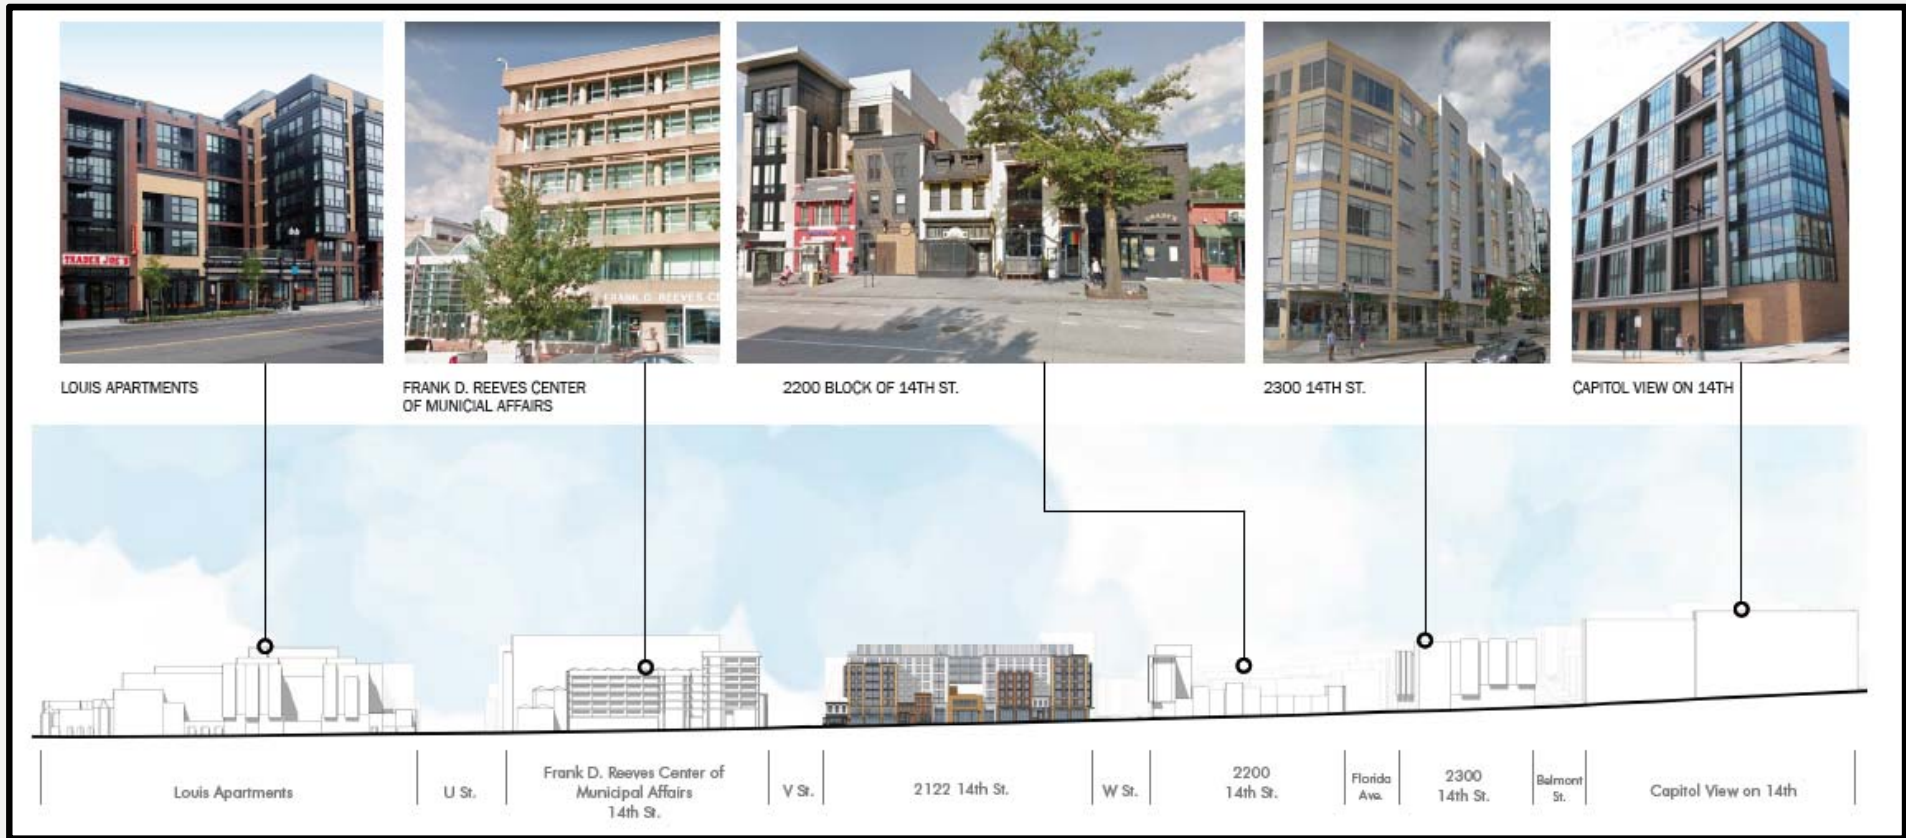 TRADER JOE'S
FRANK D. REEVES CE
LOUIS APARTMENTS
FRANK D. REEVES CENTER
OF MUNICIAL AFFAIRS
2200 BLOCK OF 14TH ST.
2300 14TH ST.
CAPITOL VIEW ON 14TH
Louis Apartments
U St.
Frank D. Reeves Center of
Municipal Affairs
14th St.
V St.
2122 14th St.
W St.
2200
14th St.
Florida
Ave.
2300
14th St.
Belmont
St.
Capitol View on 14th